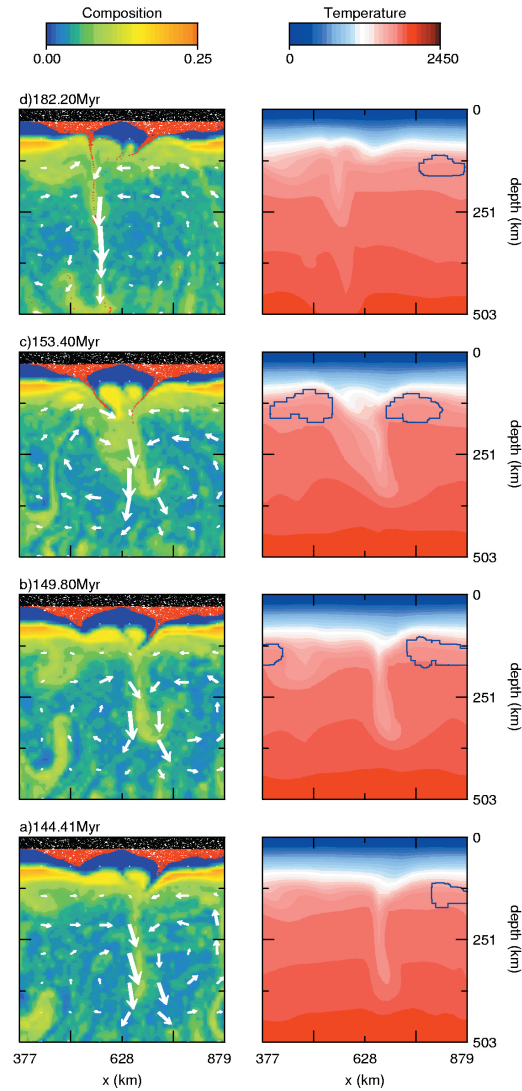 Composition Temperature
0.00 0.25 0 2450
d)182.20Myr
0
251
503
depth (km)
c)153.40Myr
0
251
503
depth (km)
b)149.80Myr
0
251
503
depth (km)
a)144.41Myr
0
251
503
depth (km)
377 628 879 377 628 879
x (km) x (km)